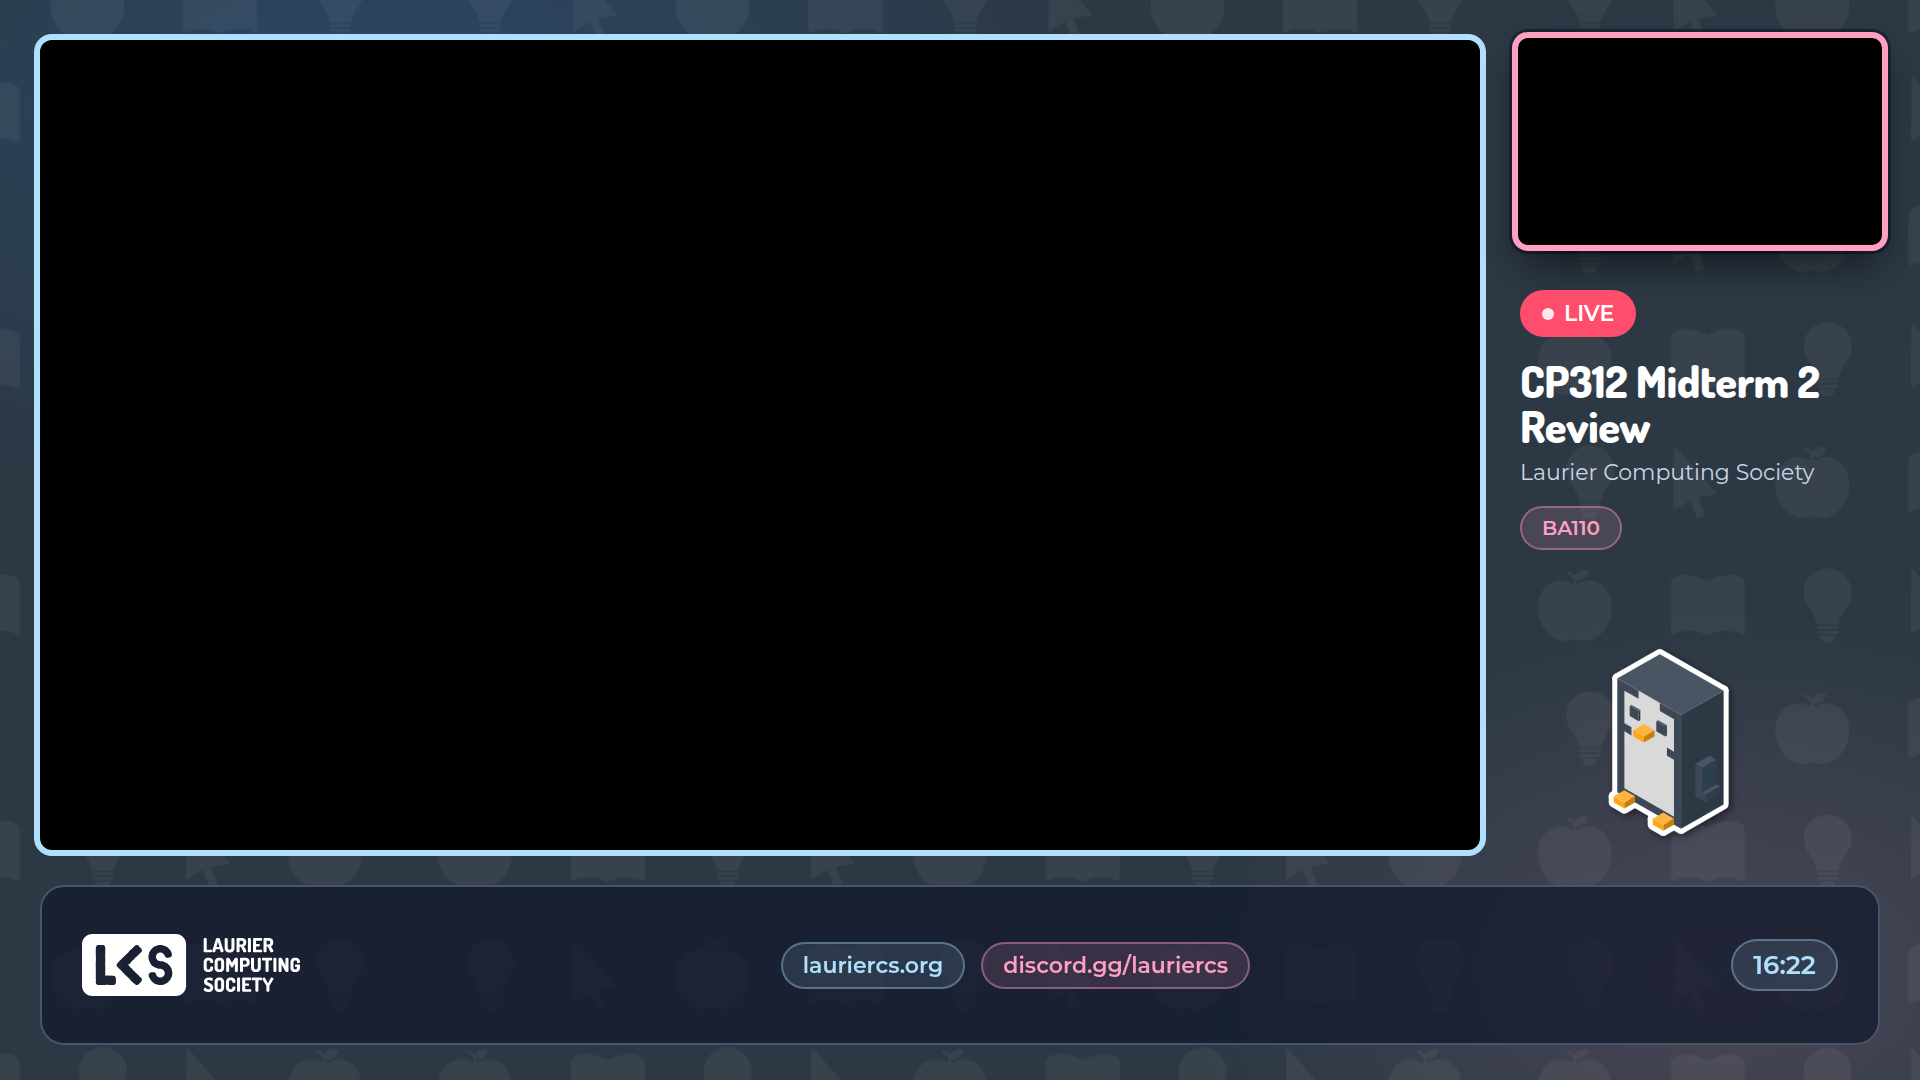 LIVE
CP312 Midterm 2
Review
Laurier Computing Society
BA110
LCS
LAURIER
COMPUTING
SOCIETY
lauriercs.org
discord.gg/lauriercs
16:22